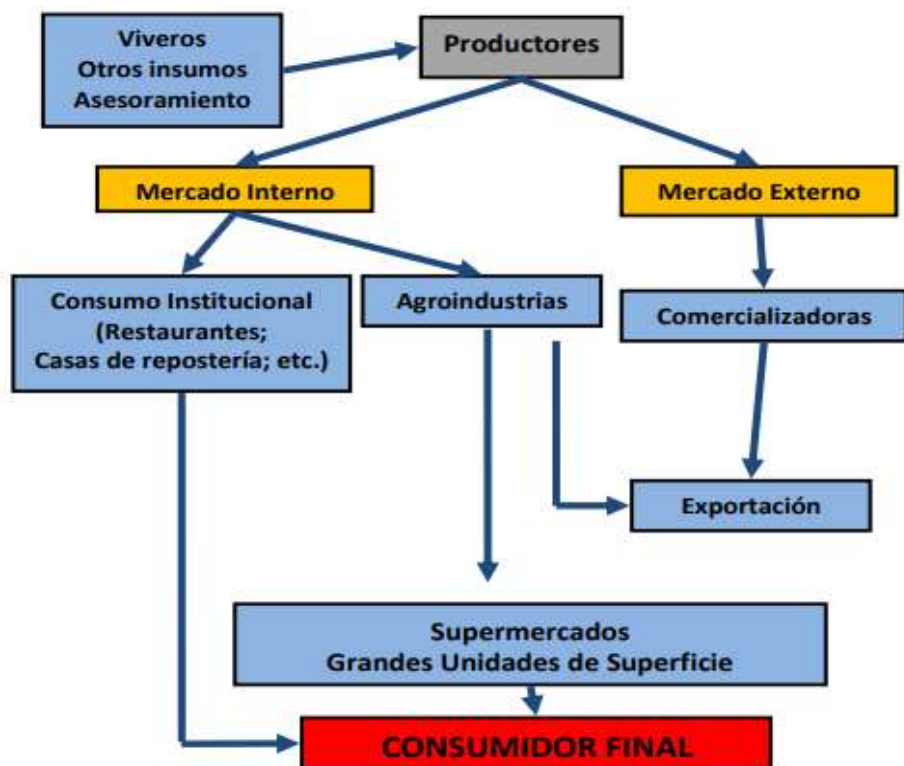 Viveros
Otros insumos
Asesoramiento
Productores
Mercado Interno
Mercado Externo
Consumo Institucional
(Restaurantes;
Casas de repostería; etc.)
Agroindustrias
Comercializadoras
Exportación
Supermercados
Grandes Unidades de Superficie
CONSUMIDOR FINAL